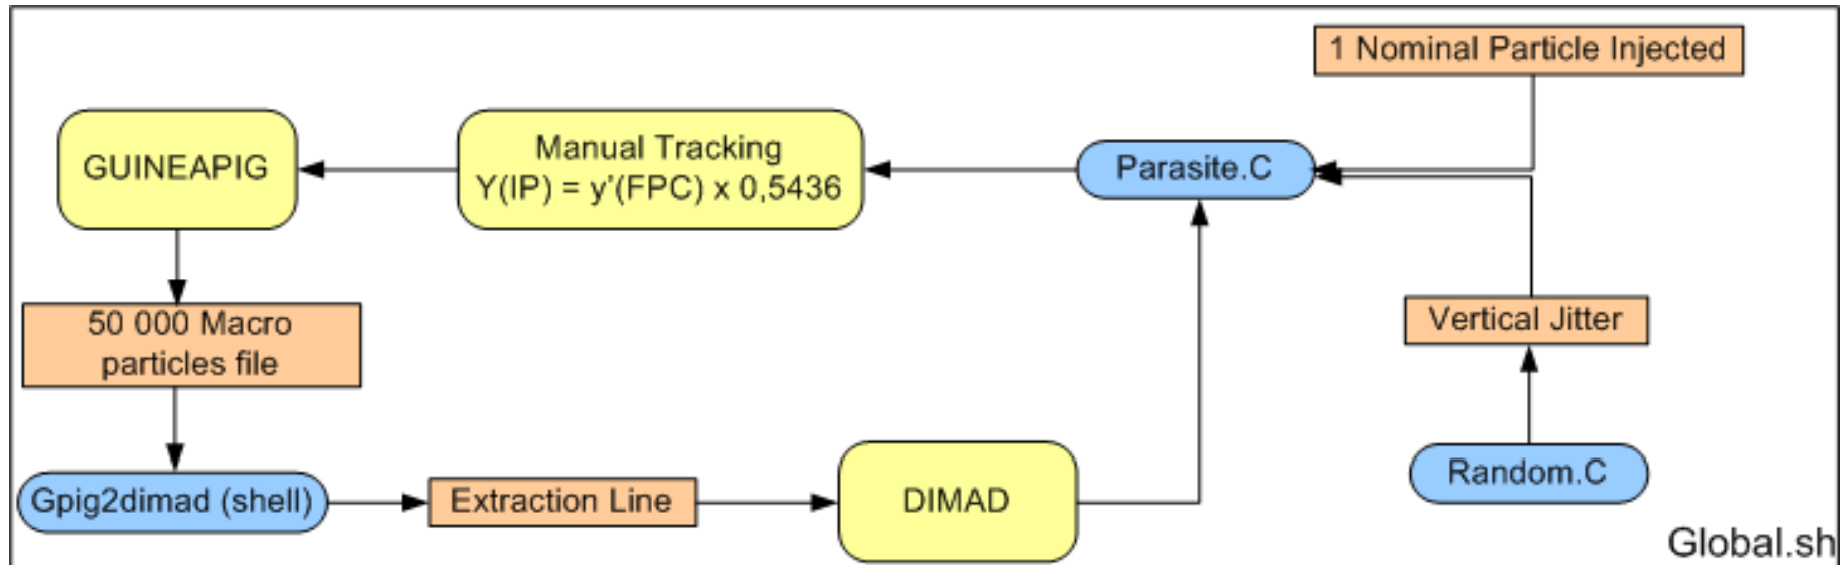 1 Nominal Particle Injected
GUINEAPIG
Manual Tracking
Y(IP) = y'(FPC) x 0,5436
Parasite.C
50 000 Macro
particles file
Vertical Jitter
Gpig2dimad (shell)
Extraction Line
DIMAD
Random.C
Global.sh